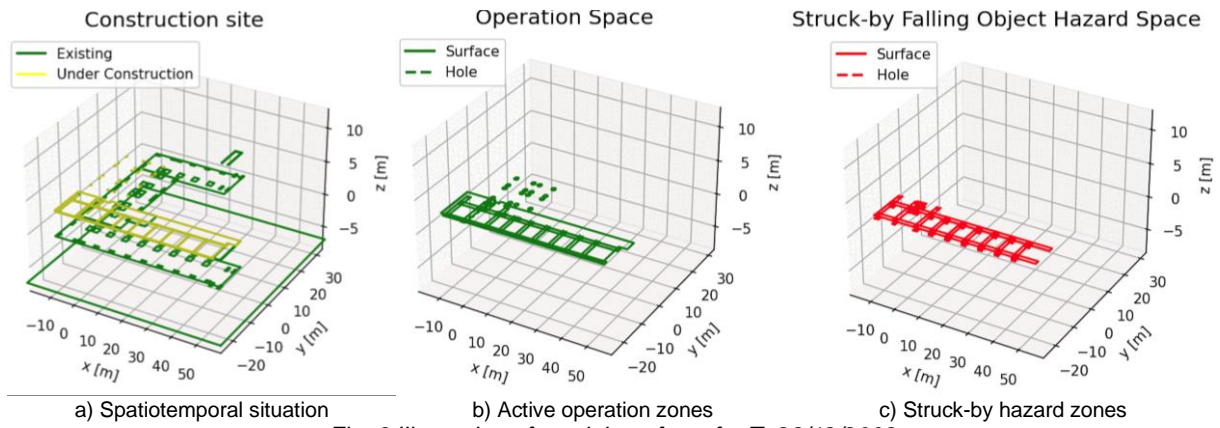 Construction site
Existing
Under Construction
10
5
0
−5
z [m]
−10 0 10 20 30 40 50
x [m]
−20 −10 0 10 20 30
y [m]
a) Spatiotemporal situation
Operation Space
Surface
Hole
10
5
0
−5
z [m]
−10 0 10 20 30 40 50
x [m]
−20 −10 0 10 20 30
y [m]
b) Active operation zones
Struck-by Falling Object Hazard Space
Surface
Hole
10
5
0
−5
z [m]
−10 0 10 20 30 40 50
x [m]
−20 −10 0 10 20 30
y [m]
c) Struck-by hazard zones